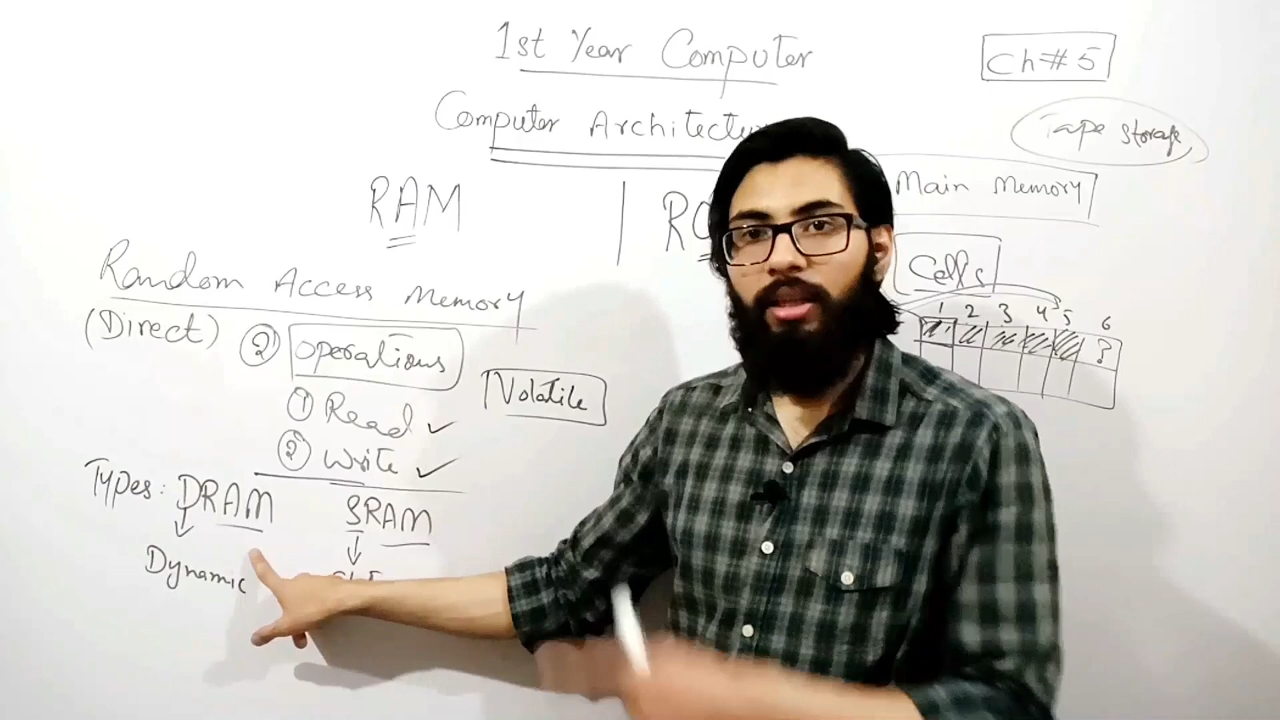 1st Year Computer
Ch # 5
Computer Architectu
Tape Storage
RAM
RO
Main Memory
Random Access Memory
Cells
(Direct)
② Operations
1 2 3 4 5 6
?
Volatile
① Read ✓
② Write ✓
Types: DRAM SRAM
Dynamic